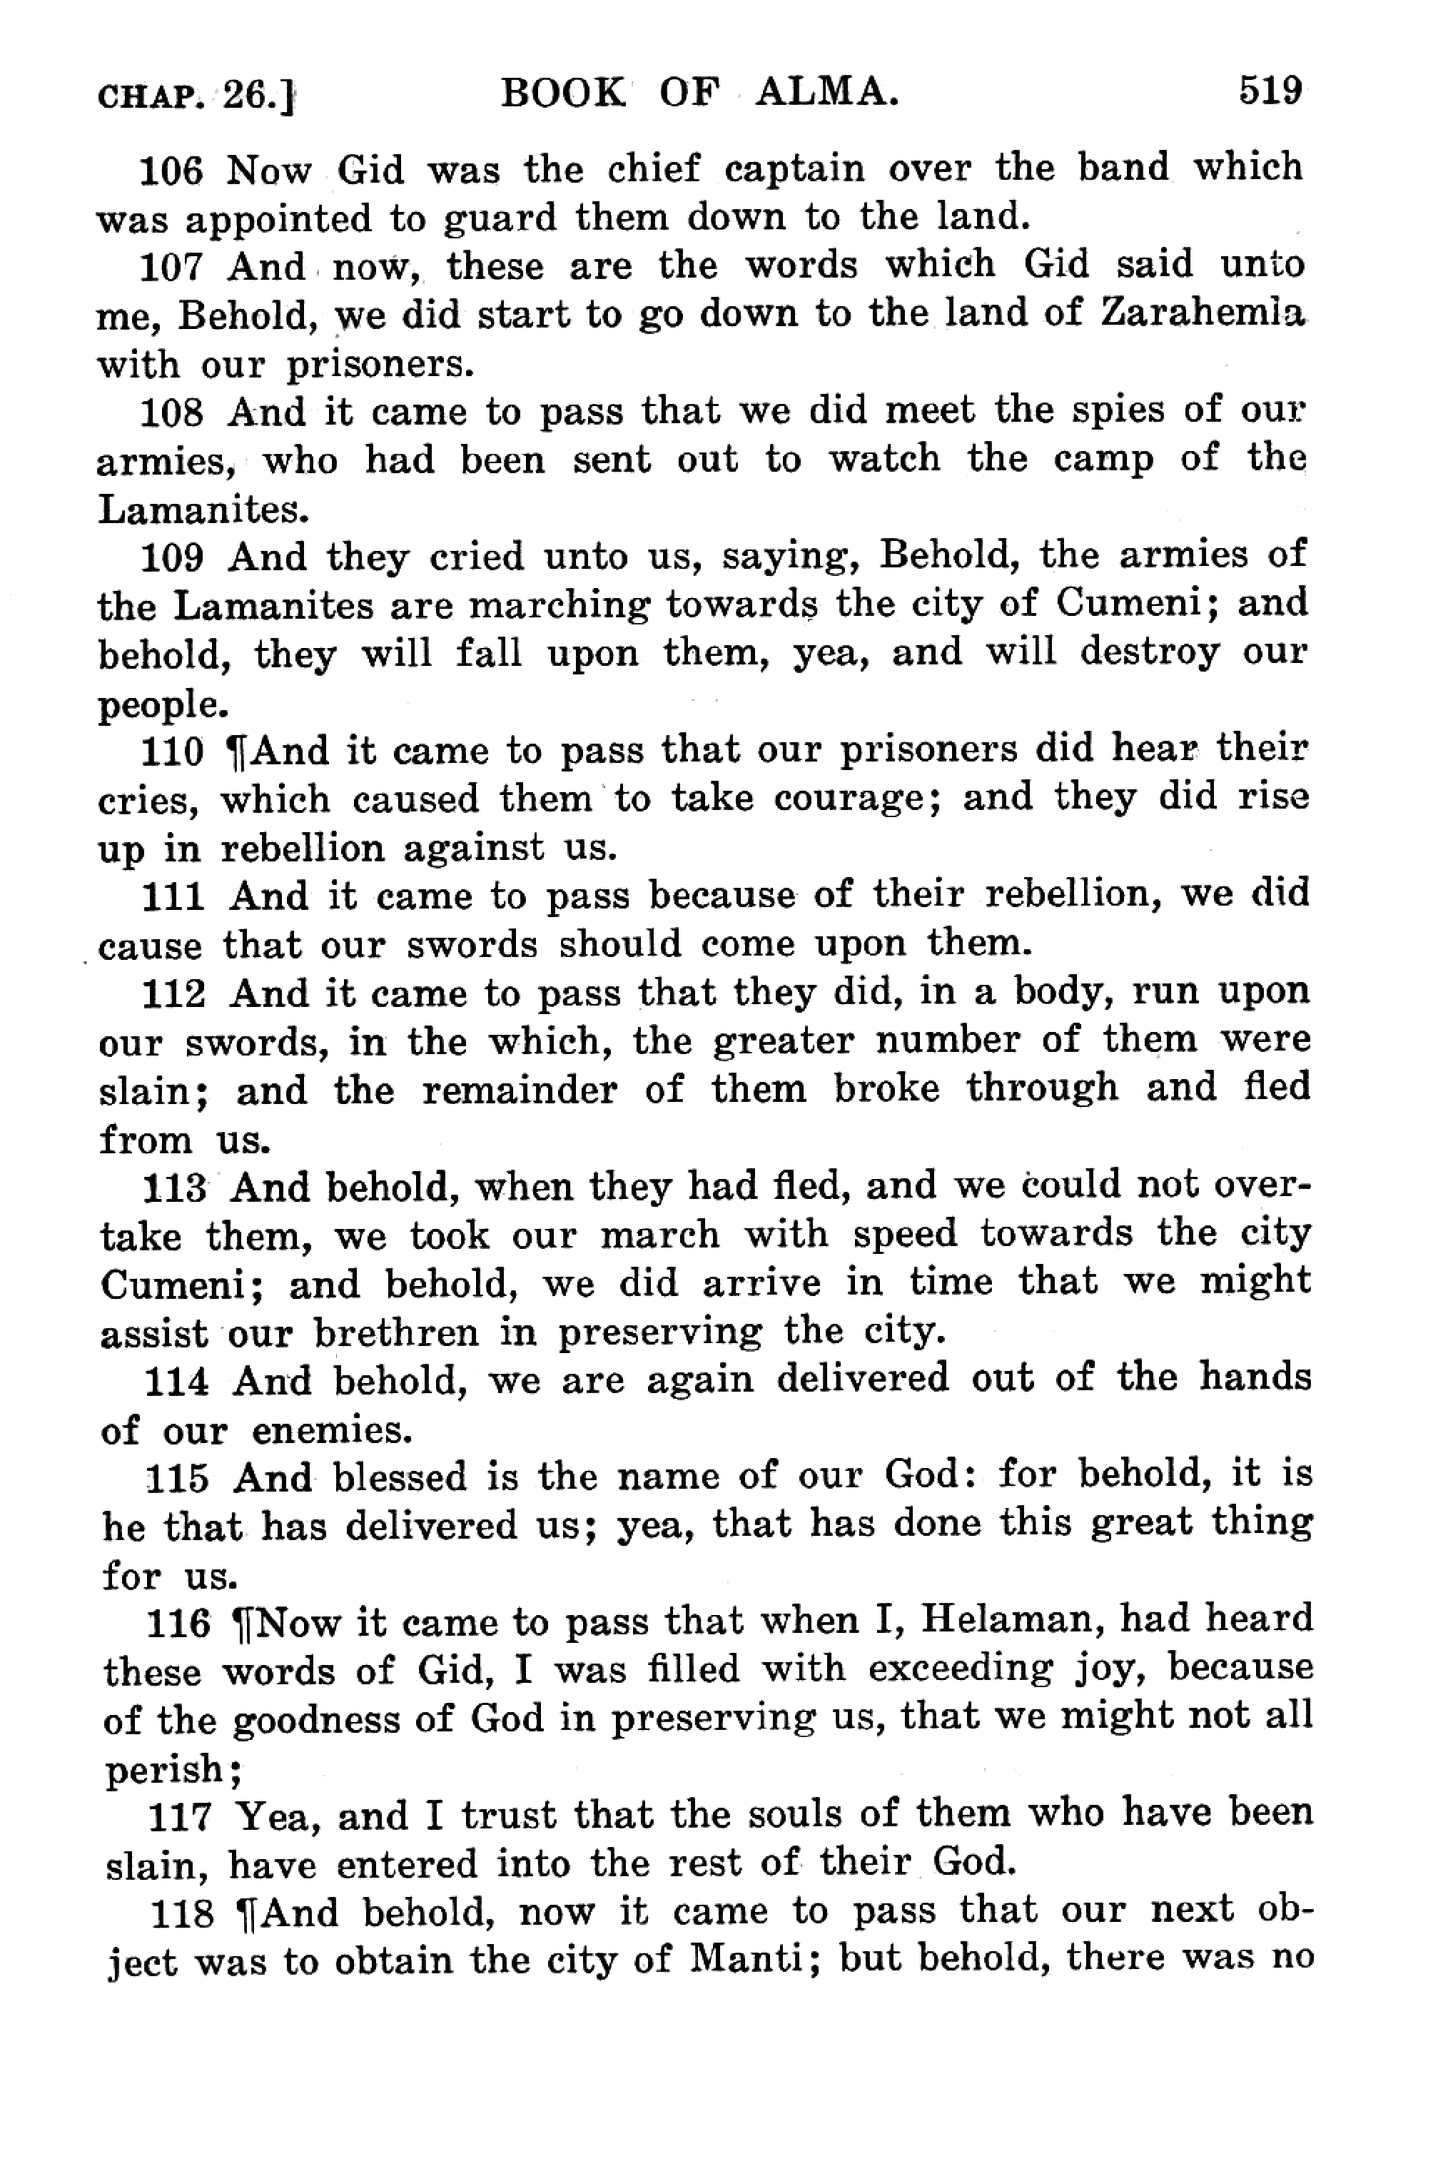 CHAP. 26.] BOOK OF ALMA. 519
106 Now Gid was the chief captain over the band which
was appointed to guard them down to the land.
107 And now, these are the words which Gid said unto
me, Behold, we did start to go down to the land of Zarahemla
with our prisoners.
108 And it came to pass that we did meet the spies of our
armies, who had been sent out to watch the camp of the
Lamanites.
109 And they cried unto us, saying, Behold, the armies of
the Lamanites are marching towards the city of Cumeni; and
behold, they will fall upon them, yea, and will destroy our
people.
110 ¶And it came to pass that our prisoners did hear their
cries, which caused them to take courage; and they did rise
up in rebellion against us.
111 And it came to pass because of their rebellion, we did
cause that our swords should come upon them.
112 And it came to pass that they did, in a body, run upon
our swords, in the which, the greater number of them were
slain; and the remainder of them broke through and fled
from us.
113 And behold, when they had fled, and we could not over-
take them, we took our march with speed towards the city
Cumeni; and behold, we did arrive in time that we might
assist our brethren in preserving the city.
114 And behold, we are again delivered out of the hands
of our enemies.
115 And blessed is the name of our God: for behold, it is
he that has delivered us; yea, that has done this great thing
for us.
116 ¶Now it came to pass that when I, Helaman, had heard
these words of Gid, I was filled with exceeding joy, because
of the goodness of God in preserving us, that we might not all
perish;
117 Yea, and I trust that the souls of them who have been
slain, have entered into the rest of their God.
118 ¶And behold, now it came to pass that our next ob-
ject was to obtain the city of Manti; but behold, there was no